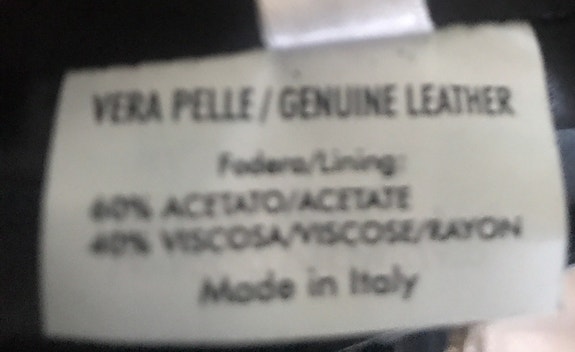 VERA PELLE / GENUINE LEATHER
Fodera/Lining:
60% ACETATO/ACETATE
40% VISCOSA/VISCOSE/RAYON
Made in Italy